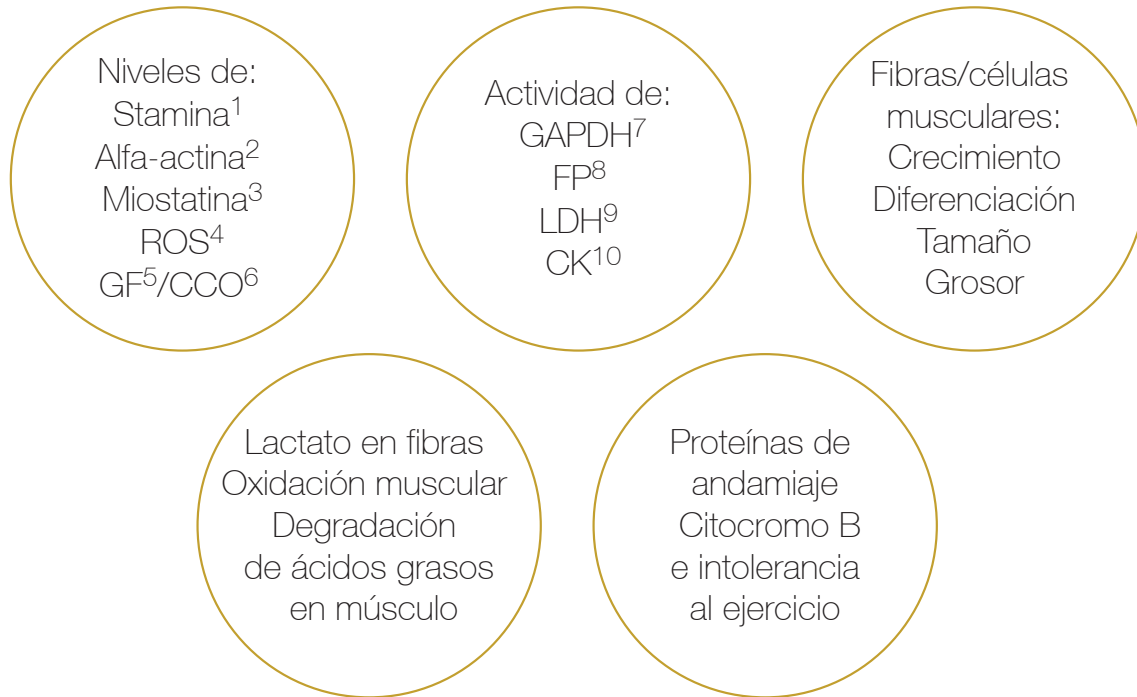 Niveles de:
Stamina¹
Alfa-actina²
Miostatina³
ROS⁴
GF⁵/CCO⁶
Actividad de:
GAPDH⁷
FP⁸
LDH⁹
CK¹⁰
Fibras/células
musculares:
Crecimiento
Diferenciación
Tamaño
Grosor
Lactato en fibras
Oxidación muscular
Degradación
de ácidos grasos
en músculo
Proteínas de
andamiaje
Citocromo B
e intolerancia
al ejercicio